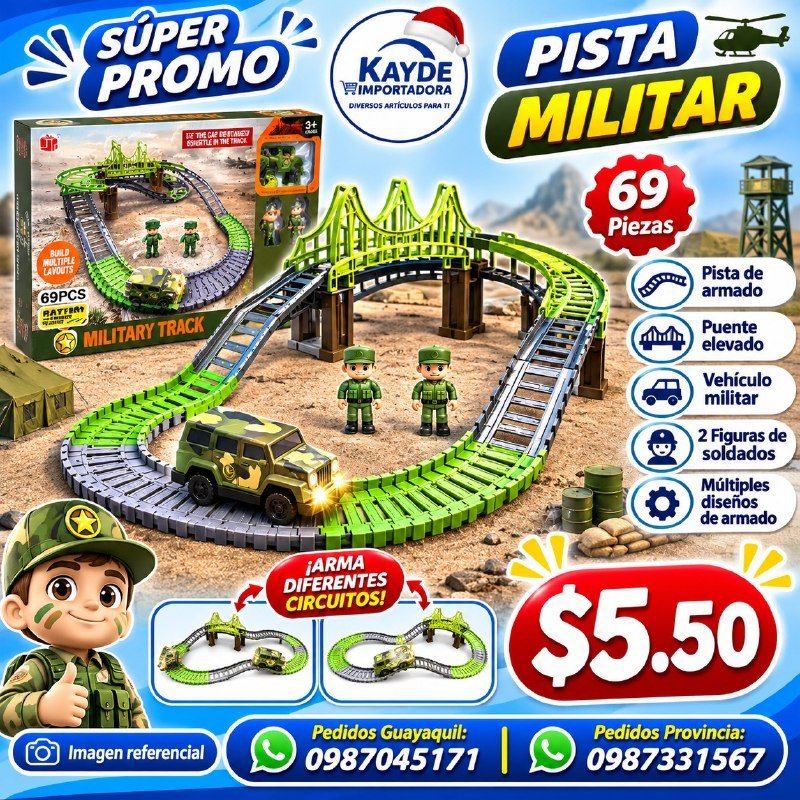 SÚPER
PROMO
KAYDE
IMPORTADORA
DIVERSOS ARTÍCULOS PARA TI
PISTA
MILITAR
3+
69PCS
BUILD
MULTIPLE
LAYOUTS
MILITARY TRACK
69
Piezas
Pista de
armado
Puente
elevado
Vehículo
militar
2 Figuras de
soldados
Múltiples
diseños
de armado
¡ARMA
DIFERENTES
CIRCUITOS!
$5.50
Imagen referencial
Pedidos Guayaquil:
0987045171
Pedidos Provincia:
0987331567